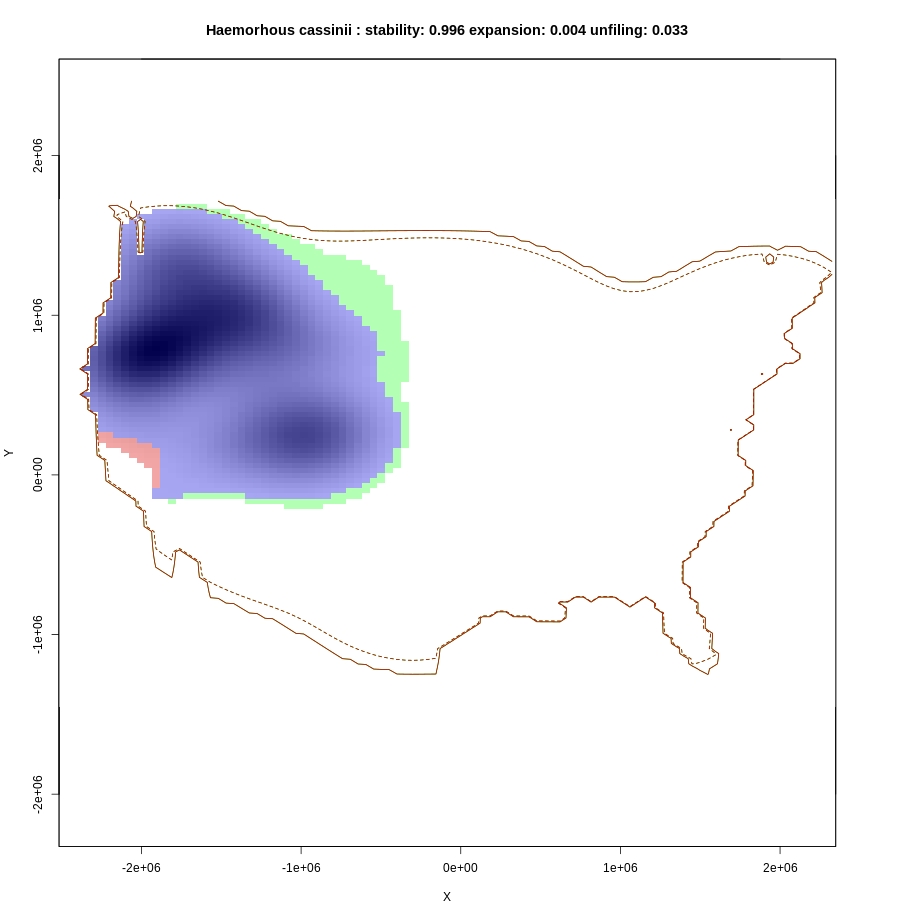 Haemorhous cassinii : stability: 0.996 expansion: 0.004 unfiling: 0.033
2e+06
1e+06
0e+00
-1e+06
-2e+06
Y
-2e+06 -1e+06 0e+00 1e+06 2e+06
X